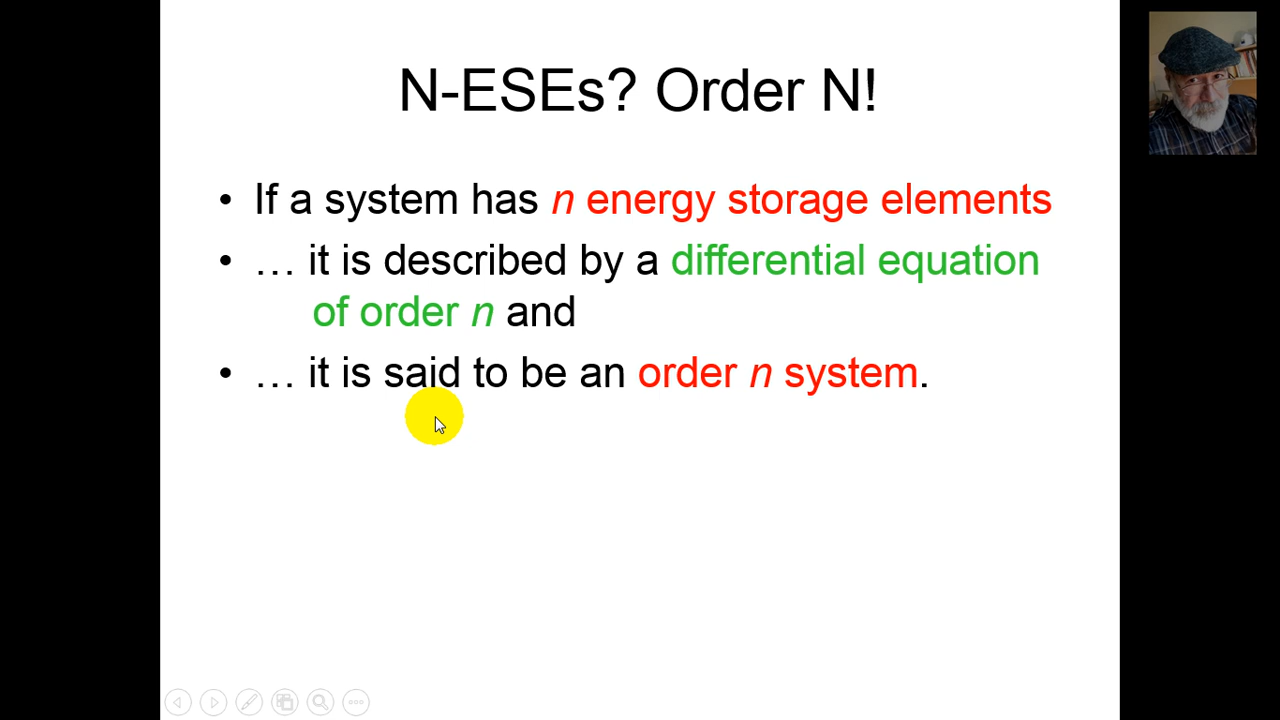 N-ESEs? Order N!
• If a system has n energy storage elements
• … it is described by a differential equation
of order n and
• … it is said to be an order n system.